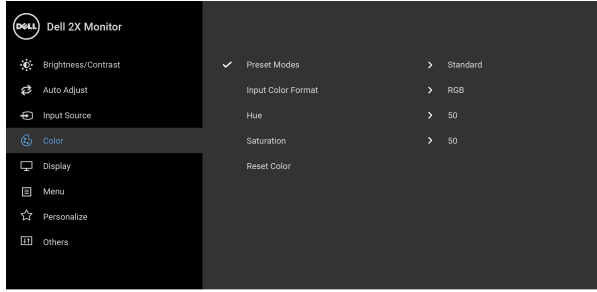 DELL Dell 2X Monitor
Brightness/Contrast
Auto Adjust
Input Source
Color
Display
Menu
Personalize
Others
Preset Modes Standard
Input Color Format RGB
Hue 50
Saturation 50
Reset Color